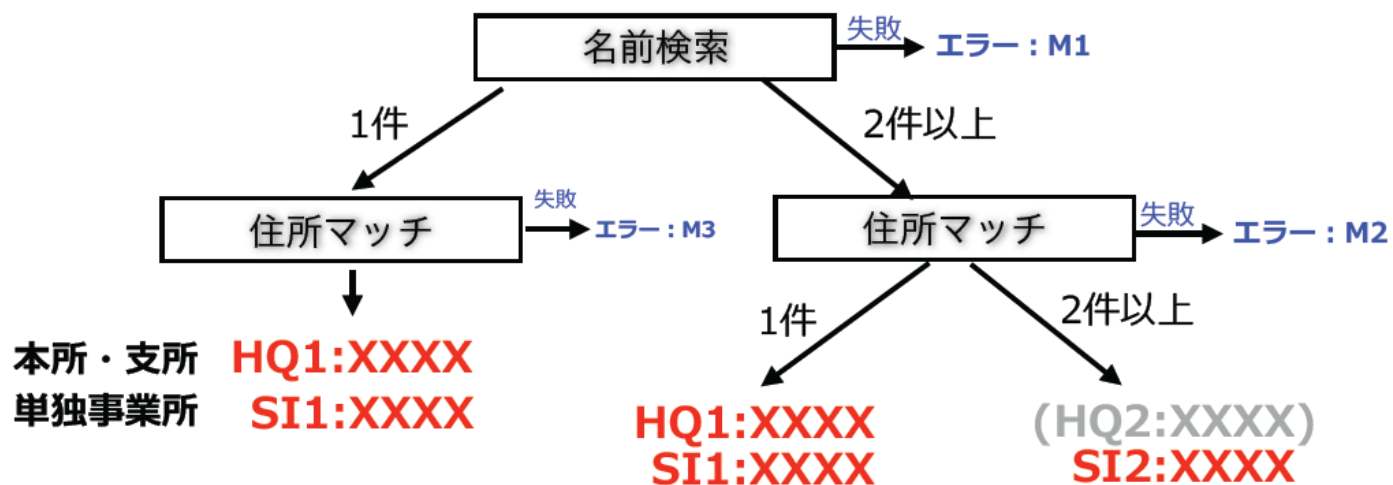 名前検索
失敗
エラー：M1
1件
2件以上
住所マッチ
失敗
エラー：M3
住所マッチ
失敗
エラー：M2
本所・支所 HQ1:XXXX
単独事業所 SI1:XXXX
1件
2件以上
HQ1:XXXX
SI1:XXXX
(HQ2:XXXX)
SI2:XXXX